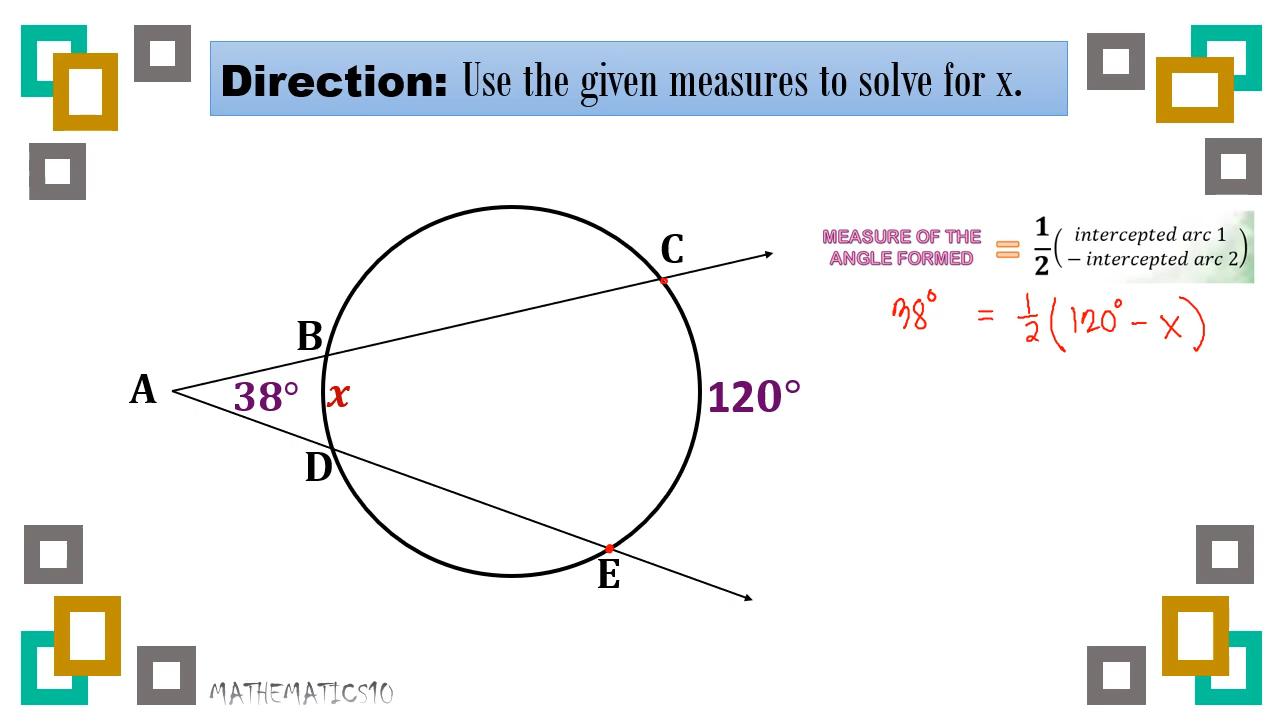 Direction: Use the given measures to solve for x.
MEASURE OF THE
ANGLE FORMED
= 1/2 ( intercepted arc 1
− intercepted arc 2 )
38° = 1/2 ( 120° − x )
C
B
A
38°
x
120°
D
E
MATHEMATICS10